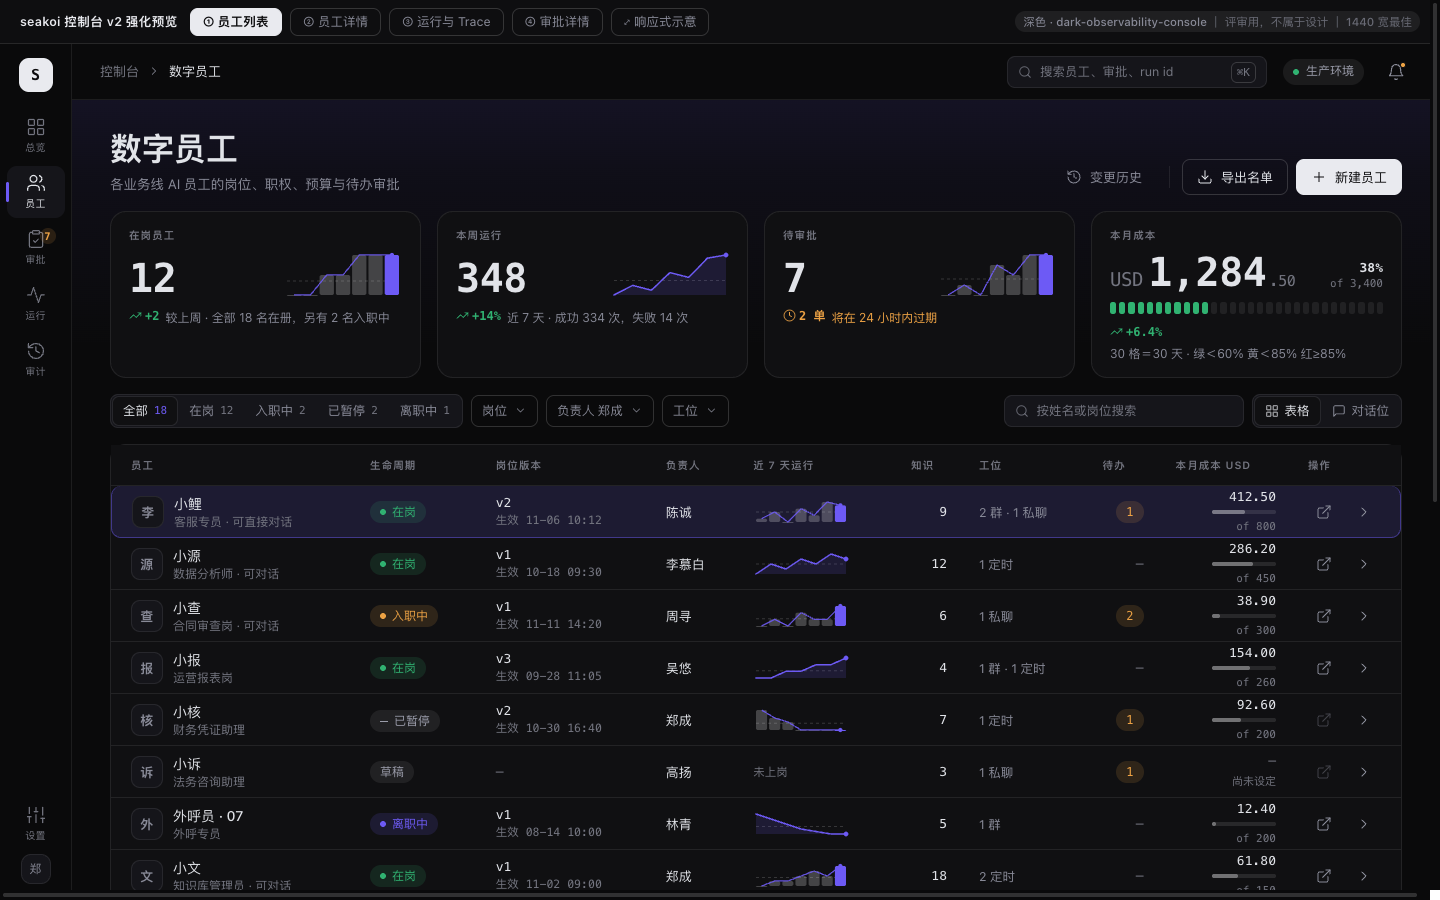 seakoi 控制台 v2 强化预览
① 员工列表
② 员工详情
③ 运行与 Trace
④ 审批详情
⤢ 响应式示意
深色 · dark-observability-console | 评审用，不属于设计 | 1440 宽最佳
S
控制台 > 数字员工
搜索员工、审批、run id
⌘K
生产环境
总览
员工
7
审批
运行
审计
设置
郑
数字员工
各业务线 AI 员工的岗位、职权、预算与待办审批
变更历史
导出名单
+ 新建员工
在岗员工
12
+2 较上周 · 全部 18 名在册，另有 2 名入职中
本周运行
348
+14% 近 7 天 · 成功 334 次，失败 14 次
待审批
7
2 单 将在 24 小时内过期
本月成本
USD 1,284.50
38%
of 3,400
+6.4%
30 格=30 天 · 绿<60% 黄<85% 红≥85%
全部 18
在岗 12
入职中 2
已暂停 2
离职中 1
岗位
负责人 郑成
工位
按姓名或岗位搜索
表格
对话位
员工 生命周期 岗位版本 负责人 近 7 天运行 知识 工位 待办 本月成本 USD 操作
李 小鲤 在岗 v2 陈诚 9 2 群 · 1 私聊 1 412.50
客服专员 · 可直接对话 生效 11-06 10:12 of 800
源 小源 在岗 v1 李慕白 12 1 定时 — 286.20
数据分析师 · 可对话 生效 10-18 09:30 of 450
查 小查 入职中 v1 周寻 6 1 私聊 2 38.90
合同审查岗 · 可对话 生效 11-11 14:20 of 300
报 小报 在岗 v3 吴悠 4 1 群 · 1 定时 — 154.00
运营报表岗 生效 09-28 11:05 of 260
核 小核 — 已暂停 v2 郑成 7 1 定时 1 92.60
财务凭证助理 生效 10-30 16:40 of 200
诉 小诉 草稿 — 高扬 未上岗 3 1 私聊 1 —
法务咨询助理 尚未设定
外 外呼员 · 07 离职中 v1 林青 5 1 群 — 12.40
外呼专员 生效 08-14 10:00 of 200
文 小文 在岗 v1 郑成 18 2 定时 — 61.80
知识库管理员 · 可对话 生效 11-02 09:00 of 150